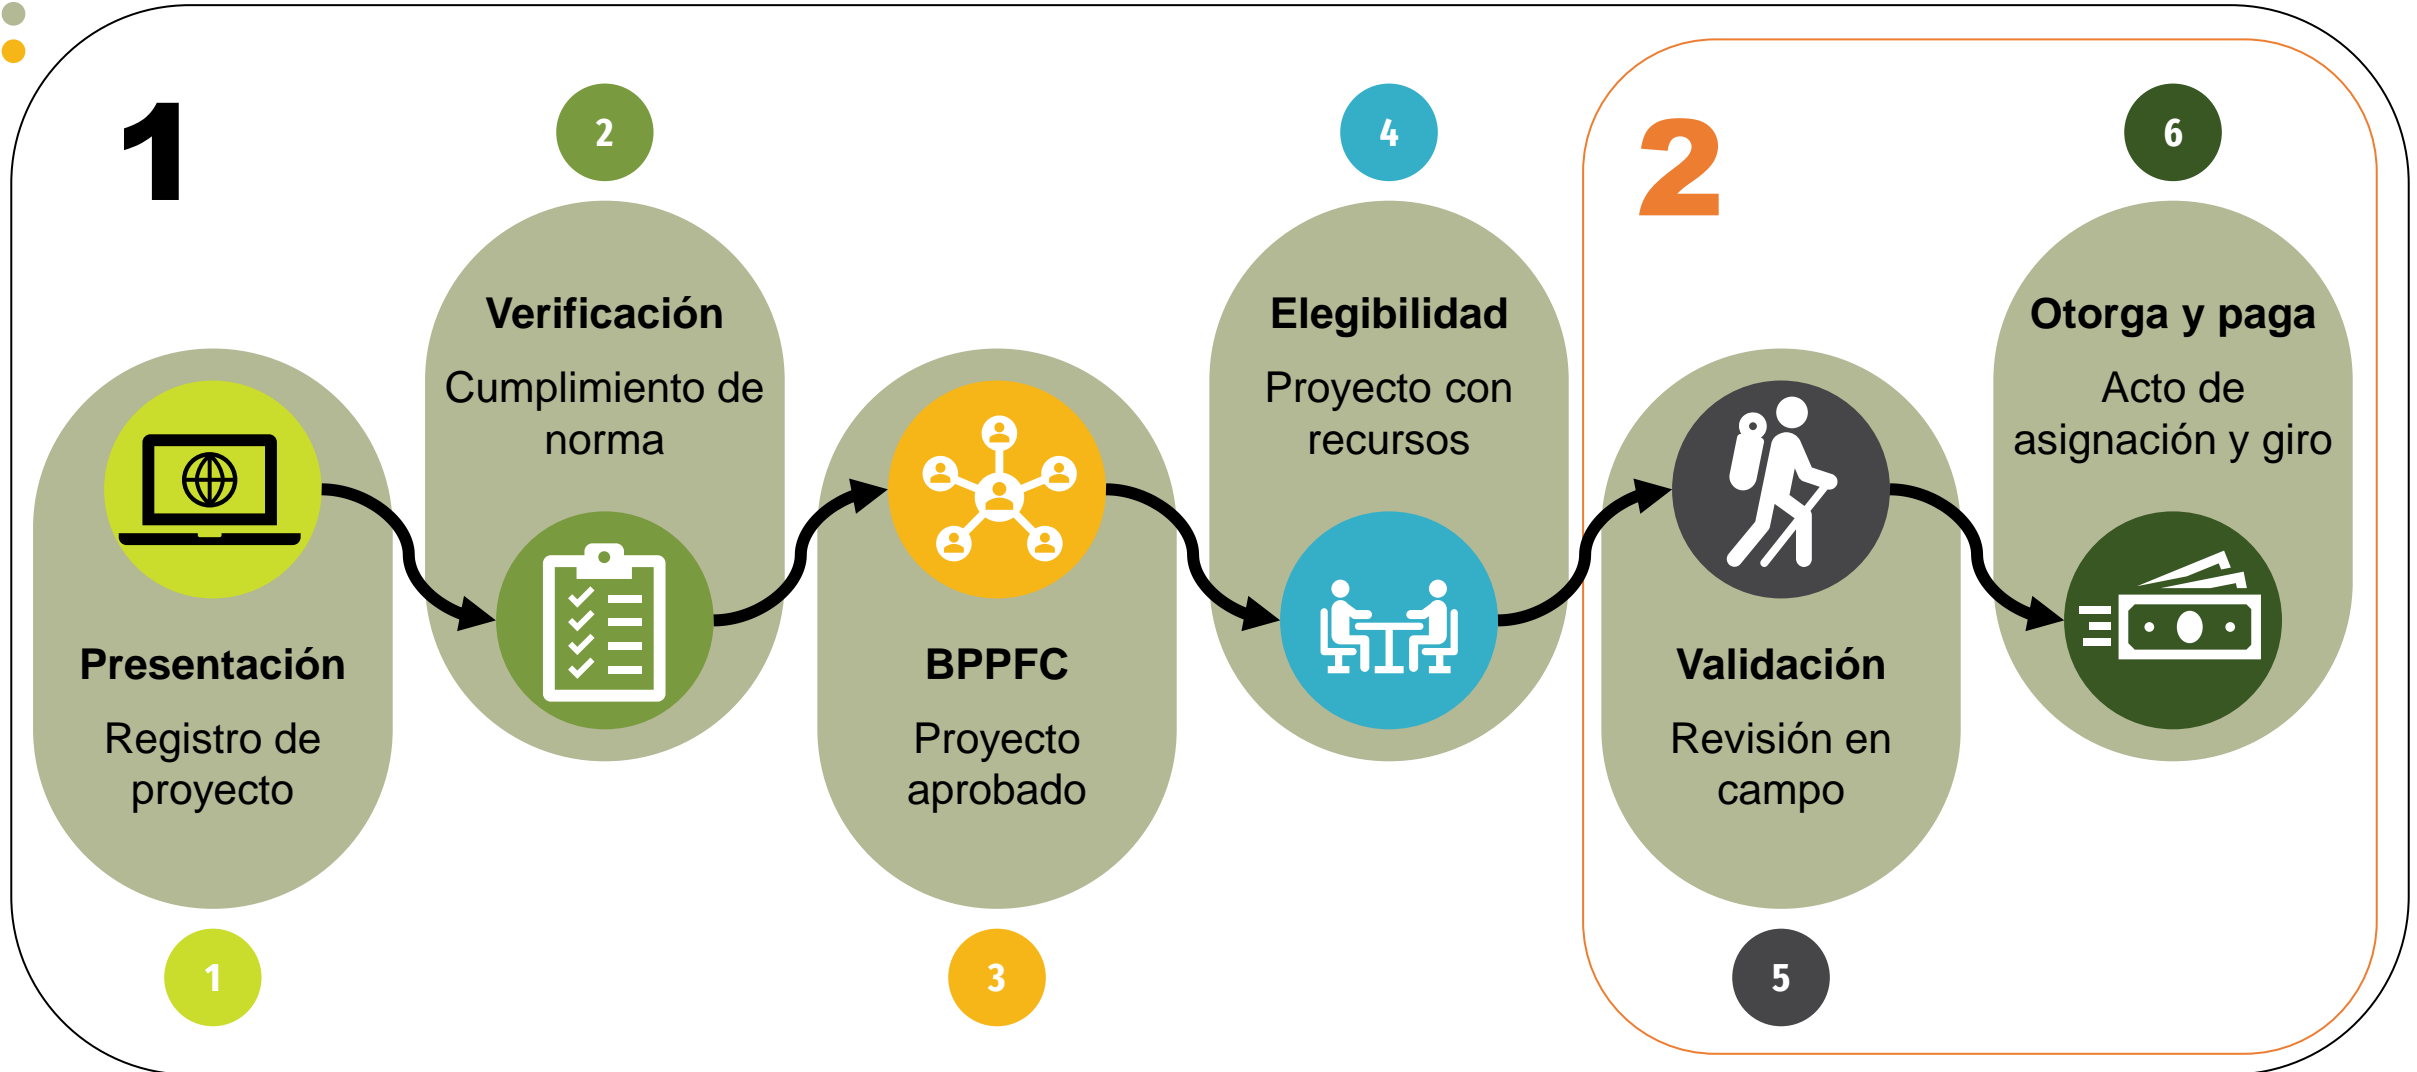 1
1
Presentación
Registro de
proyecto
2
Verificación
Cumplimiento de
norma
3
BPPFC
Proyecto
aprobado
4
Elegibilidad
Proyecto con
recursos
2
5
Validación
Revisión en
campo
6
Otorga y paga
Acto de
asignación y giro